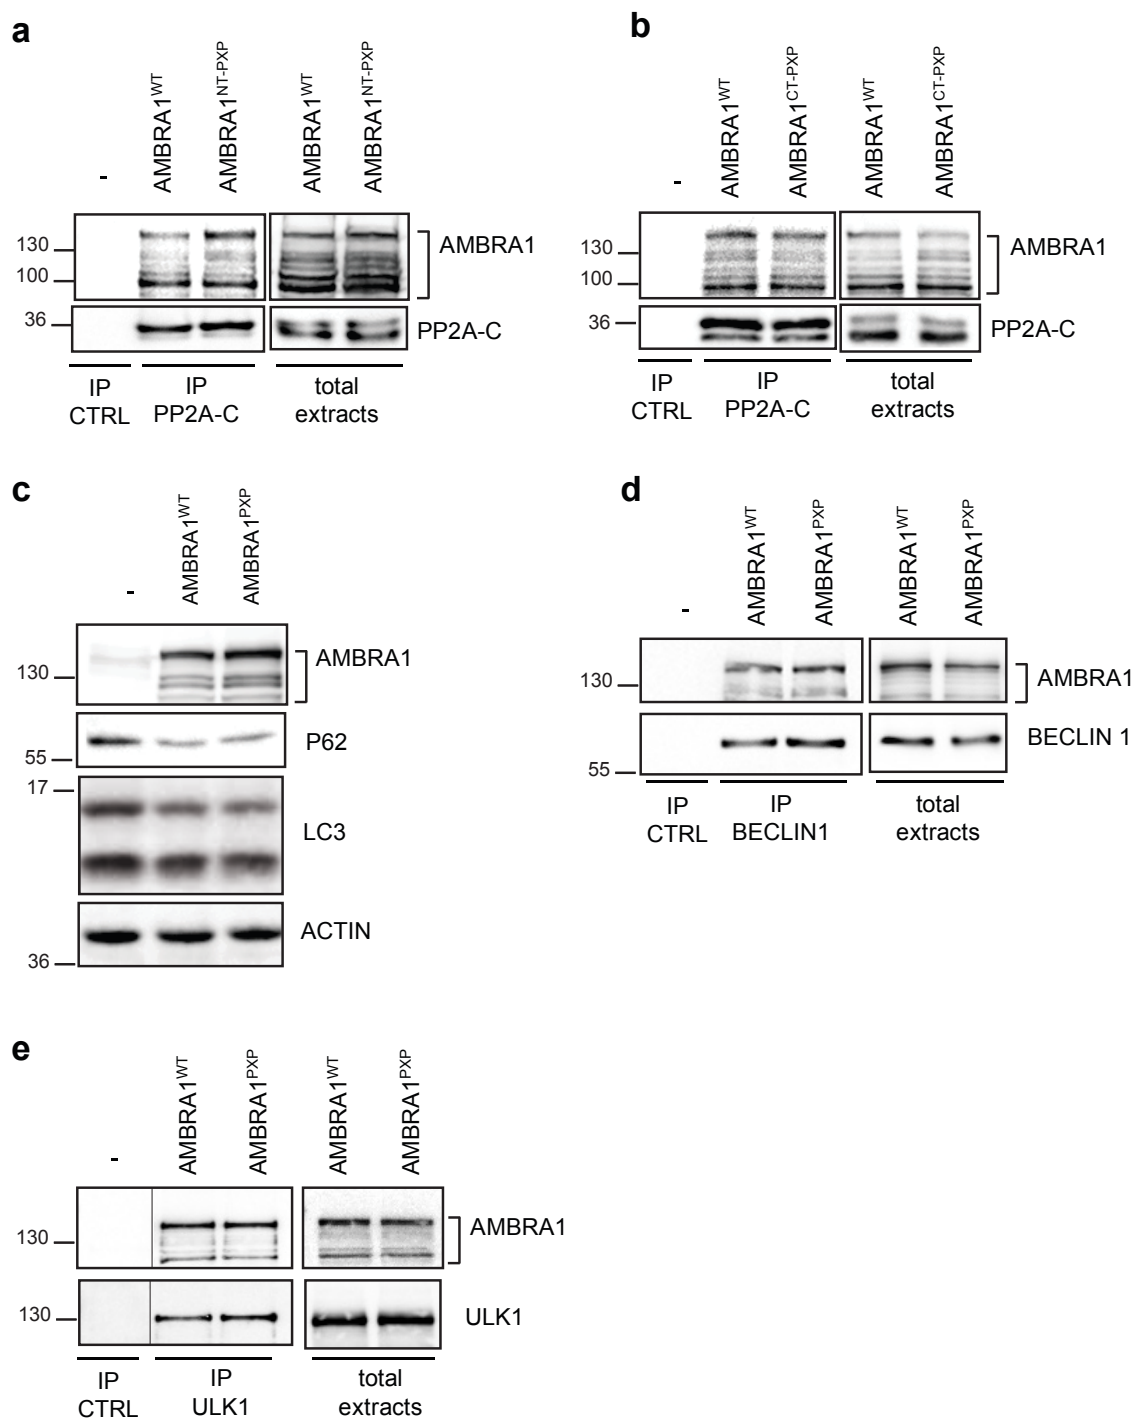 a
-
AMBRA1WT
AMBRA1NT-PXP
AMBRA1WT
AMBRA1NT-PXP
130
100
36
AMBRA1
PP2A-C
IP
CTRL
IP
PP2A-C
total
extracts
b
-
AMBRA1WT
AMBRA1CT-PXP
AMBRA1WT
AMBRA1CT-PXP
130
100
36
AMBRA1
PP2A-C
IP
CTRL
IP
PP2A-C
total
extracts
c
-
AMBRA1WT
AMBRA1PXP
130
AMBRA1
55
P62
17
LC3
ACTIN
36
d
-
AMBRA1WT
AMBRA1PXP
AMBRA1WT
AMBRA1PXP
130
AMBRA1
BECLIN 1
55
IP
CTRL
IP
BECLIN1
total
extracts
e
-
AMBRA1WT
AMBRA1PXP
AMBRA1WT
AMBRA1PXP
130
AMBRA1
130
ULK1
IP
CTRL
IP
ULK1
total
extracts